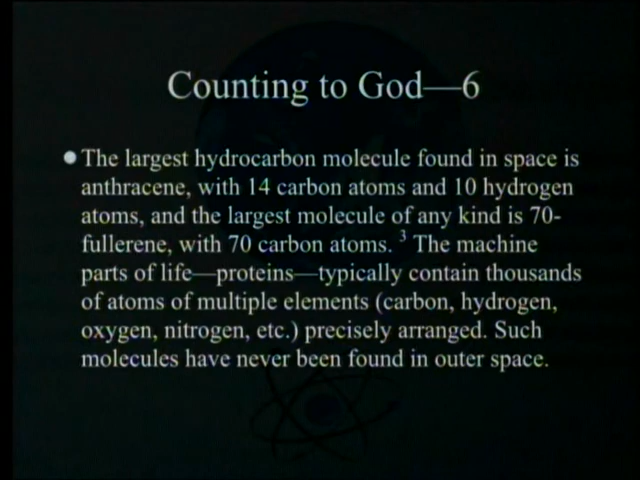 Counting to God—6
The largest hydrocarbon molecule found in space is
anthracene, with 14 carbon atoms and 10 hydrogen
atoms, and the largest molecule of any kind is 70-
fullerene, with 70 carbon atoms. 3 The machine
parts of life—proteins—typically contain thousands
of atoms of multiple elements (carbon, hydrogen,
oxygen, nitrogen, etc.) precisely arranged. Such
molecules have never been found in outer space.